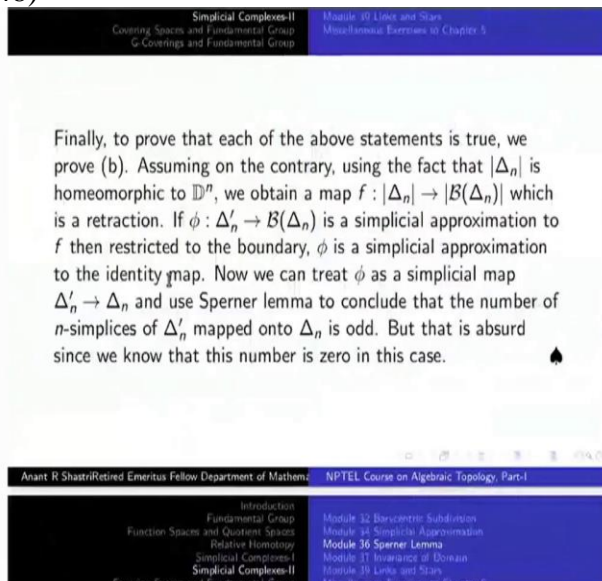 Simplicial Complexes-II
Covering Spaces and Fundamental Group
G-Coverings and Fundamental Group
Module 39 Links and Stars
Miscellaneous Exercises to Chapter 5
Finally, to prove that each of the above statements is true, we
prove (b). Assuming on the contrary, using the fact that |Δₙ| is
homeomorphic to 𝔻ⁿ, we obtain a map f : |Δₙ| → |ℬ(Δₙ)| which
is a retraction. If ϕ : Δ′ₙ → ℬ(Δₙ) is a simplicial approximation to
f then restricted to the boundary, ϕ is a simplicial approximation
to the identity map. Now we can treat ϕ as a simplicial map
Δ′ₙ → Δₙ and use Sperner lemma to conclude that the number of
n-simplices of Δ′ₙ mapped onto Δₙ is odd. But that is absurd
since we know that this number is zero in this case. ♠
Anant R ShastriRetired Emeritus Fellow Department of Mathema
NPTEL Course on Algebraic Topology, Part-I
Introduction
Fundamental Group
Function Spaces and Quotient Spaces
Relative Homotopy
Simplicial Complexes-I
Simplicial Complexes-II
Module 32 Barycentric Subdivision
Module 34 Simplicial Approximation
Module 36 Sperner Lemma
Module 37 Invariance of Domain
Module 39 Links and Stars